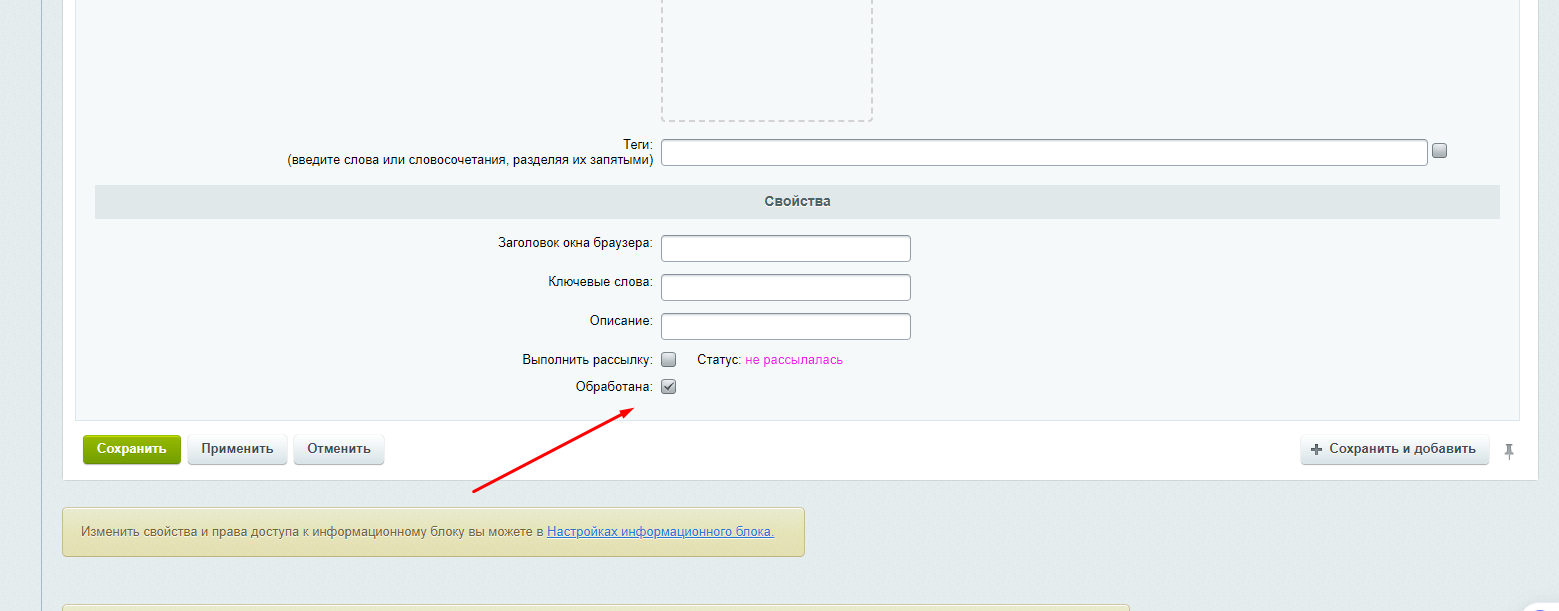 Теги:
(введите слова или словосочетания, разделяя их запятыми)
Свойства
Заголовок окна браузера:
Ключевые слова:
Описание:
Выполнить рассылку: Статус: не рассылалась
Обработана:
Сохранить Применить Отменить + Сохранить и добавить
Изменить свойства и права доступа к информационному блоку вы можете в Настройках информационного блока.